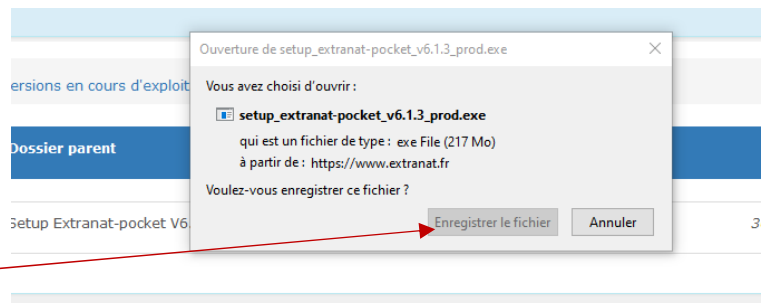 Ouverture de setup_extranat-pocket_v6.1.3_prod.exe
ersions en cours d'exploit
Vous avez choisi d'ouvrir :
setup_extranat-pocket_v6.1.3_prod.exe
qui est un fichier de type : exe File (217 Mo)
Dossier parent
à partir de : https://www.extranat.fr
Voulez-vous enregistrer ce fichier ?
Setup Extranat-pocket V6.
Enregistrer le fichier
Annuler
3